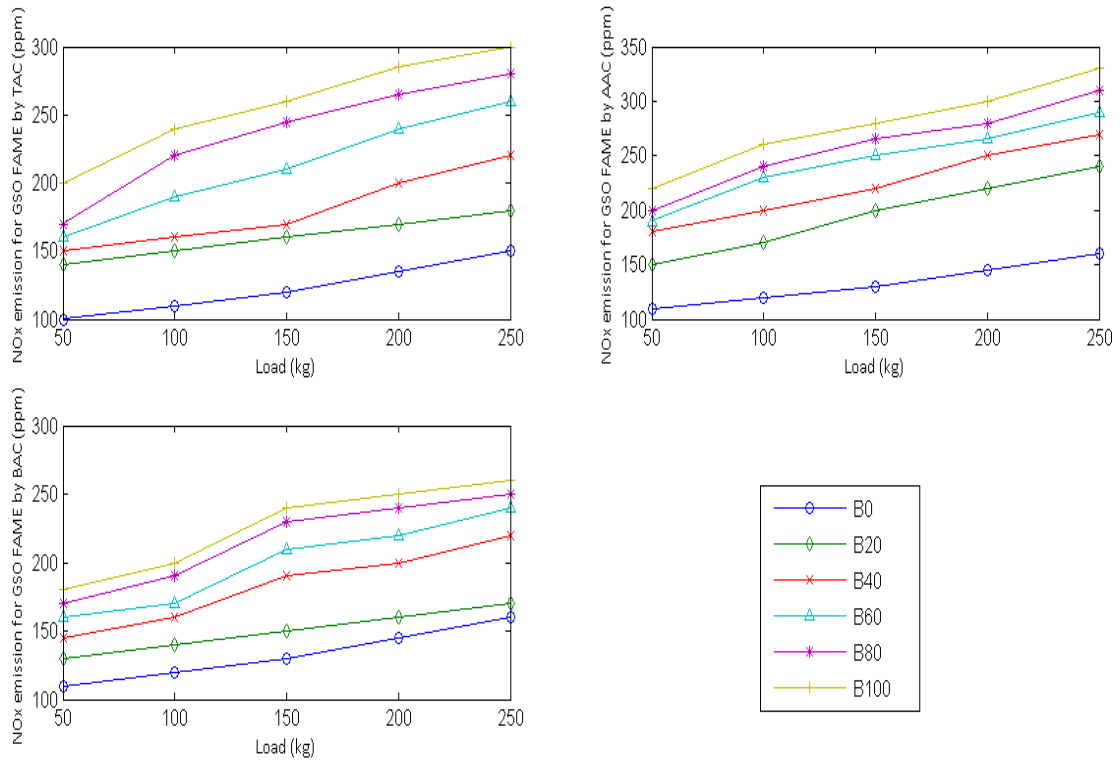 NOx emission for GSO FAME by TAC (ppm)
300
250
200
150
100
50 100 150 200 250
Load (kg)
NOx emission for GSO FAME by AAC (ppm)
350
300
250
200
150
100
50 100 150 200 250
Load (kg)
NOx emission for GSO FAME by BAC (ppm)
300
250
200
150
100
50 100 150 200 250
Load (kg)
B0
B20
B40
B60
B80
B100